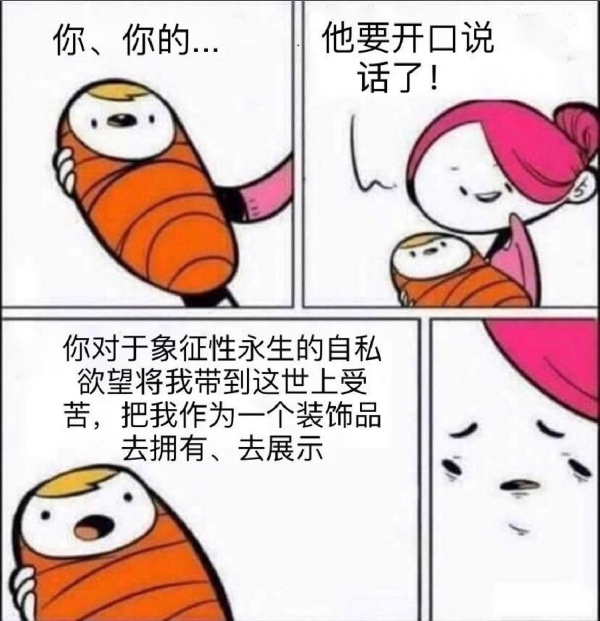 你、你的...
他要开口说
话了！
你对于象征性永生的自私
欲望将我带到这世上受
苦，把我作为一个装饰品
去拥有、去展示